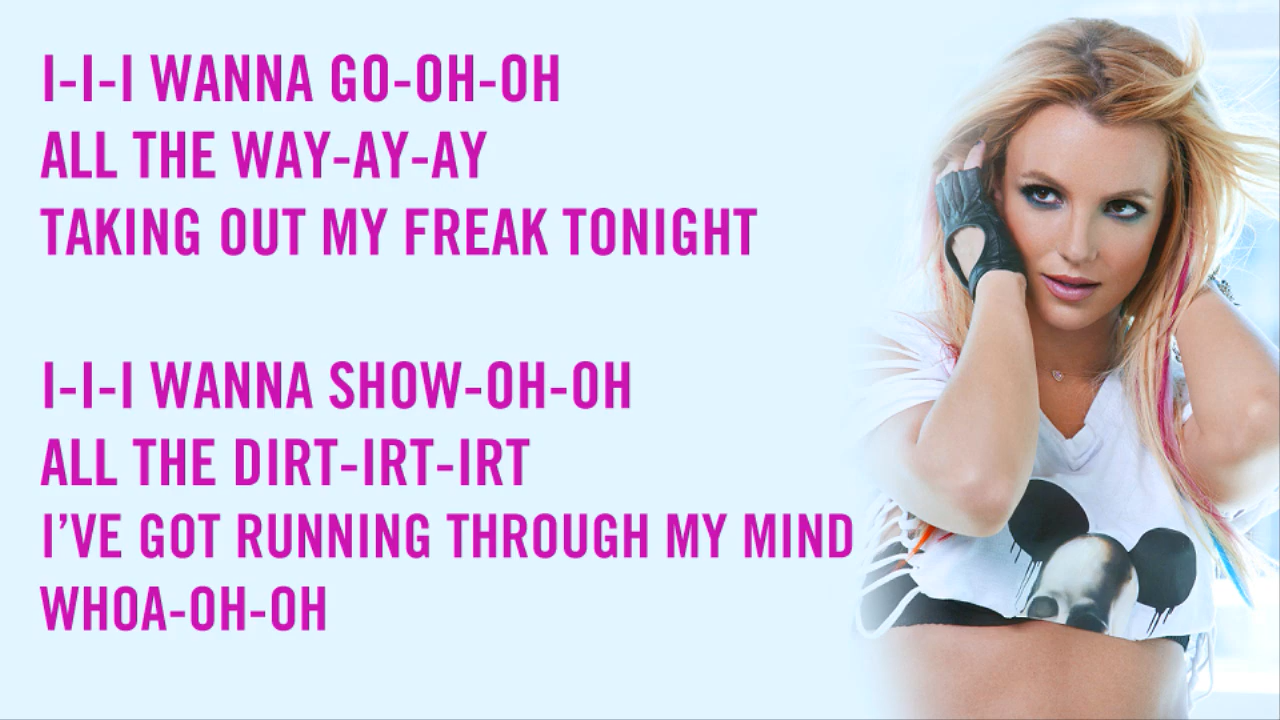 I-I-I WANNA GO-OH-OH
ALL THE WAY-AY-AY
TAKING OUT MY FREAK TONIGHT
I-I-I WANNA SHOW-OH-OH
ALL THE DIRT-IRT-IRT
I’VE GOT RUNNING THROUGH MY MIND
WHOA-OH-OH